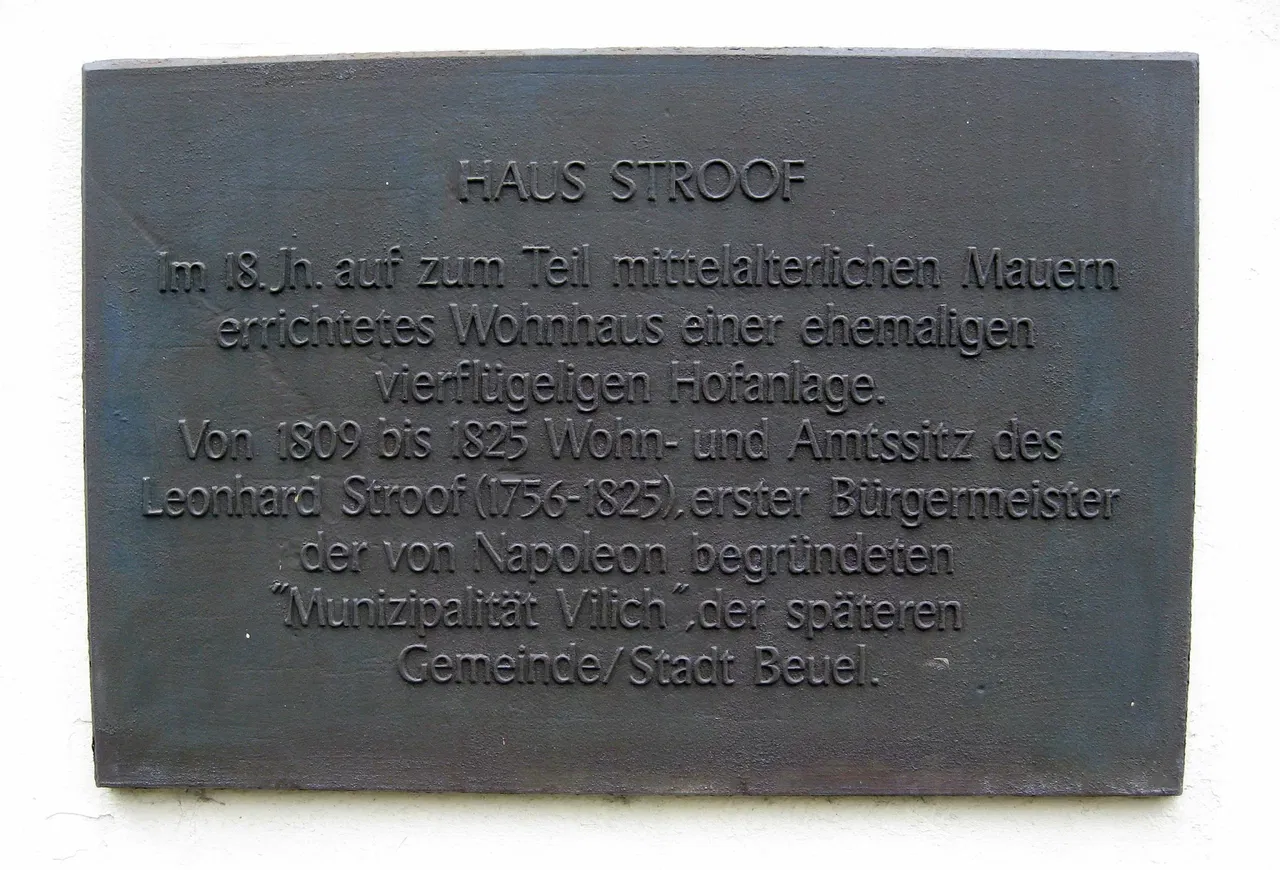 HAUS STROOF
Im 18. Jh. auf zum Teil mittelalterlichen Mauern
errichtetes Wohnhaus einer ehemaligen
vierflügeligen Hofanlage.
Von 1809 bis 1825 Wohn- und Amtssitz des
Leonhard Stroof (1756-1825), erster Bürgermeister
der von Napoleon begründeten
"Munizipalität Vilich", der späteren
Gemeinde/Stadt Beuel.